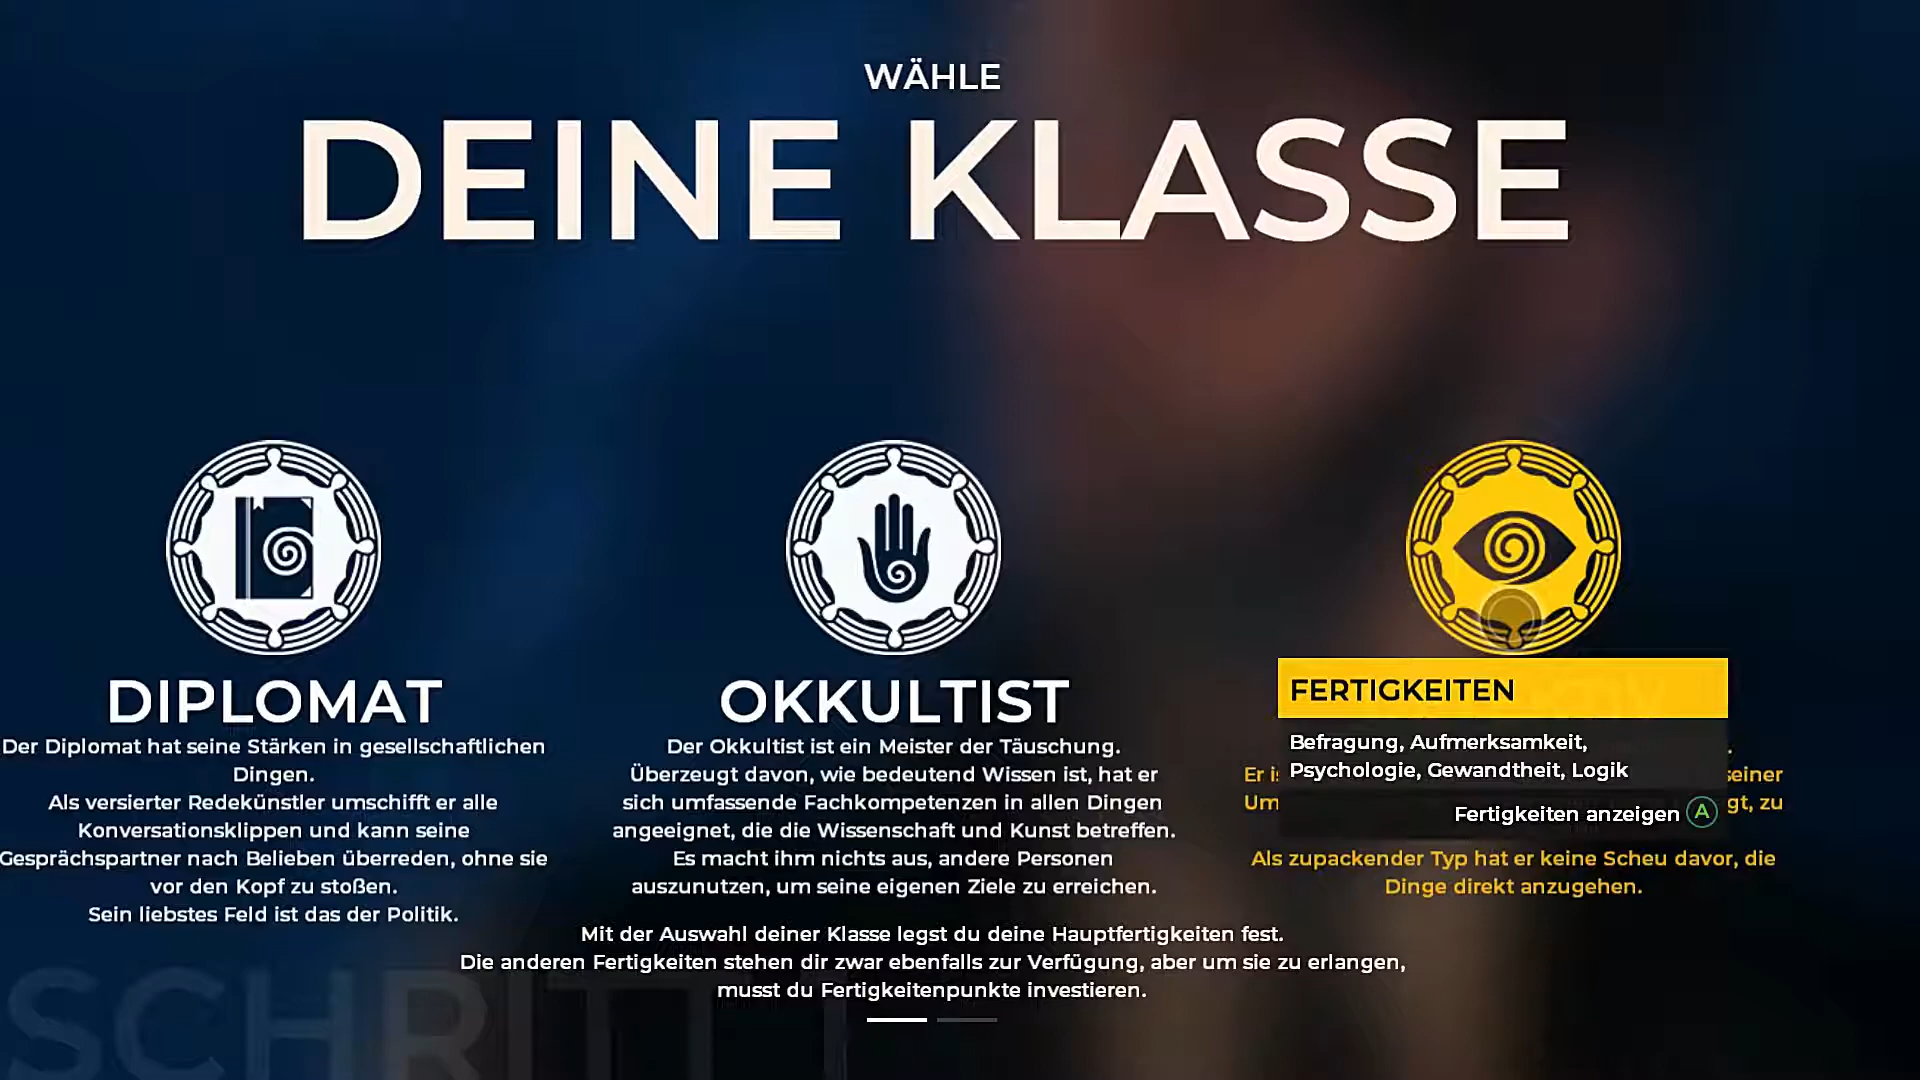 WÄHLE
DEINE KLASSE
DIPLOMAT
Der Diplomat hat seine Stärken in gesellschaftlichen
Dingen.
Als versierter Redekünstler umschifft er alle
Konversationsklippen und kann seine
Gesprächspartner nach Belieben überreden, ohne sie
vor den Kopf zu stoßen.
Sein liebstes Feld ist das der Politik.
OKKULTIST
Der Okkultist ist ein Meister der Täuschung.
Überzeugt davon, wie bedeutend Wissen ist, hat er
sich umfassende Fachkompetenzen in allen Dingen
angeeignet, die die Wissenschaft und Kunst betreffen.
Es macht ihm nichts aus, andere Personen
auszunutzen, um seine eigenen Ziele zu erreichen.
FERTIGKEITEN
Befragung, Aufmerksamkeit,
Psychologie, Gewandtheit, Logik
Fertigkeiten anzeigen A
Er seiner
zu
Als zupackender Typ hat er keine Scheu davor, die
Dinge direkt anzugehen.
Mit der Auswahl deiner Klasse legst du deine Hauptfertigkeiten fest.
Die anderen Fertigkeiten stehen dir zwar ebenfalls zur Verfügung, aber um sie zu erlangen,
musst du Fertigkeitenpunkte investieren.
SCHRITT 1